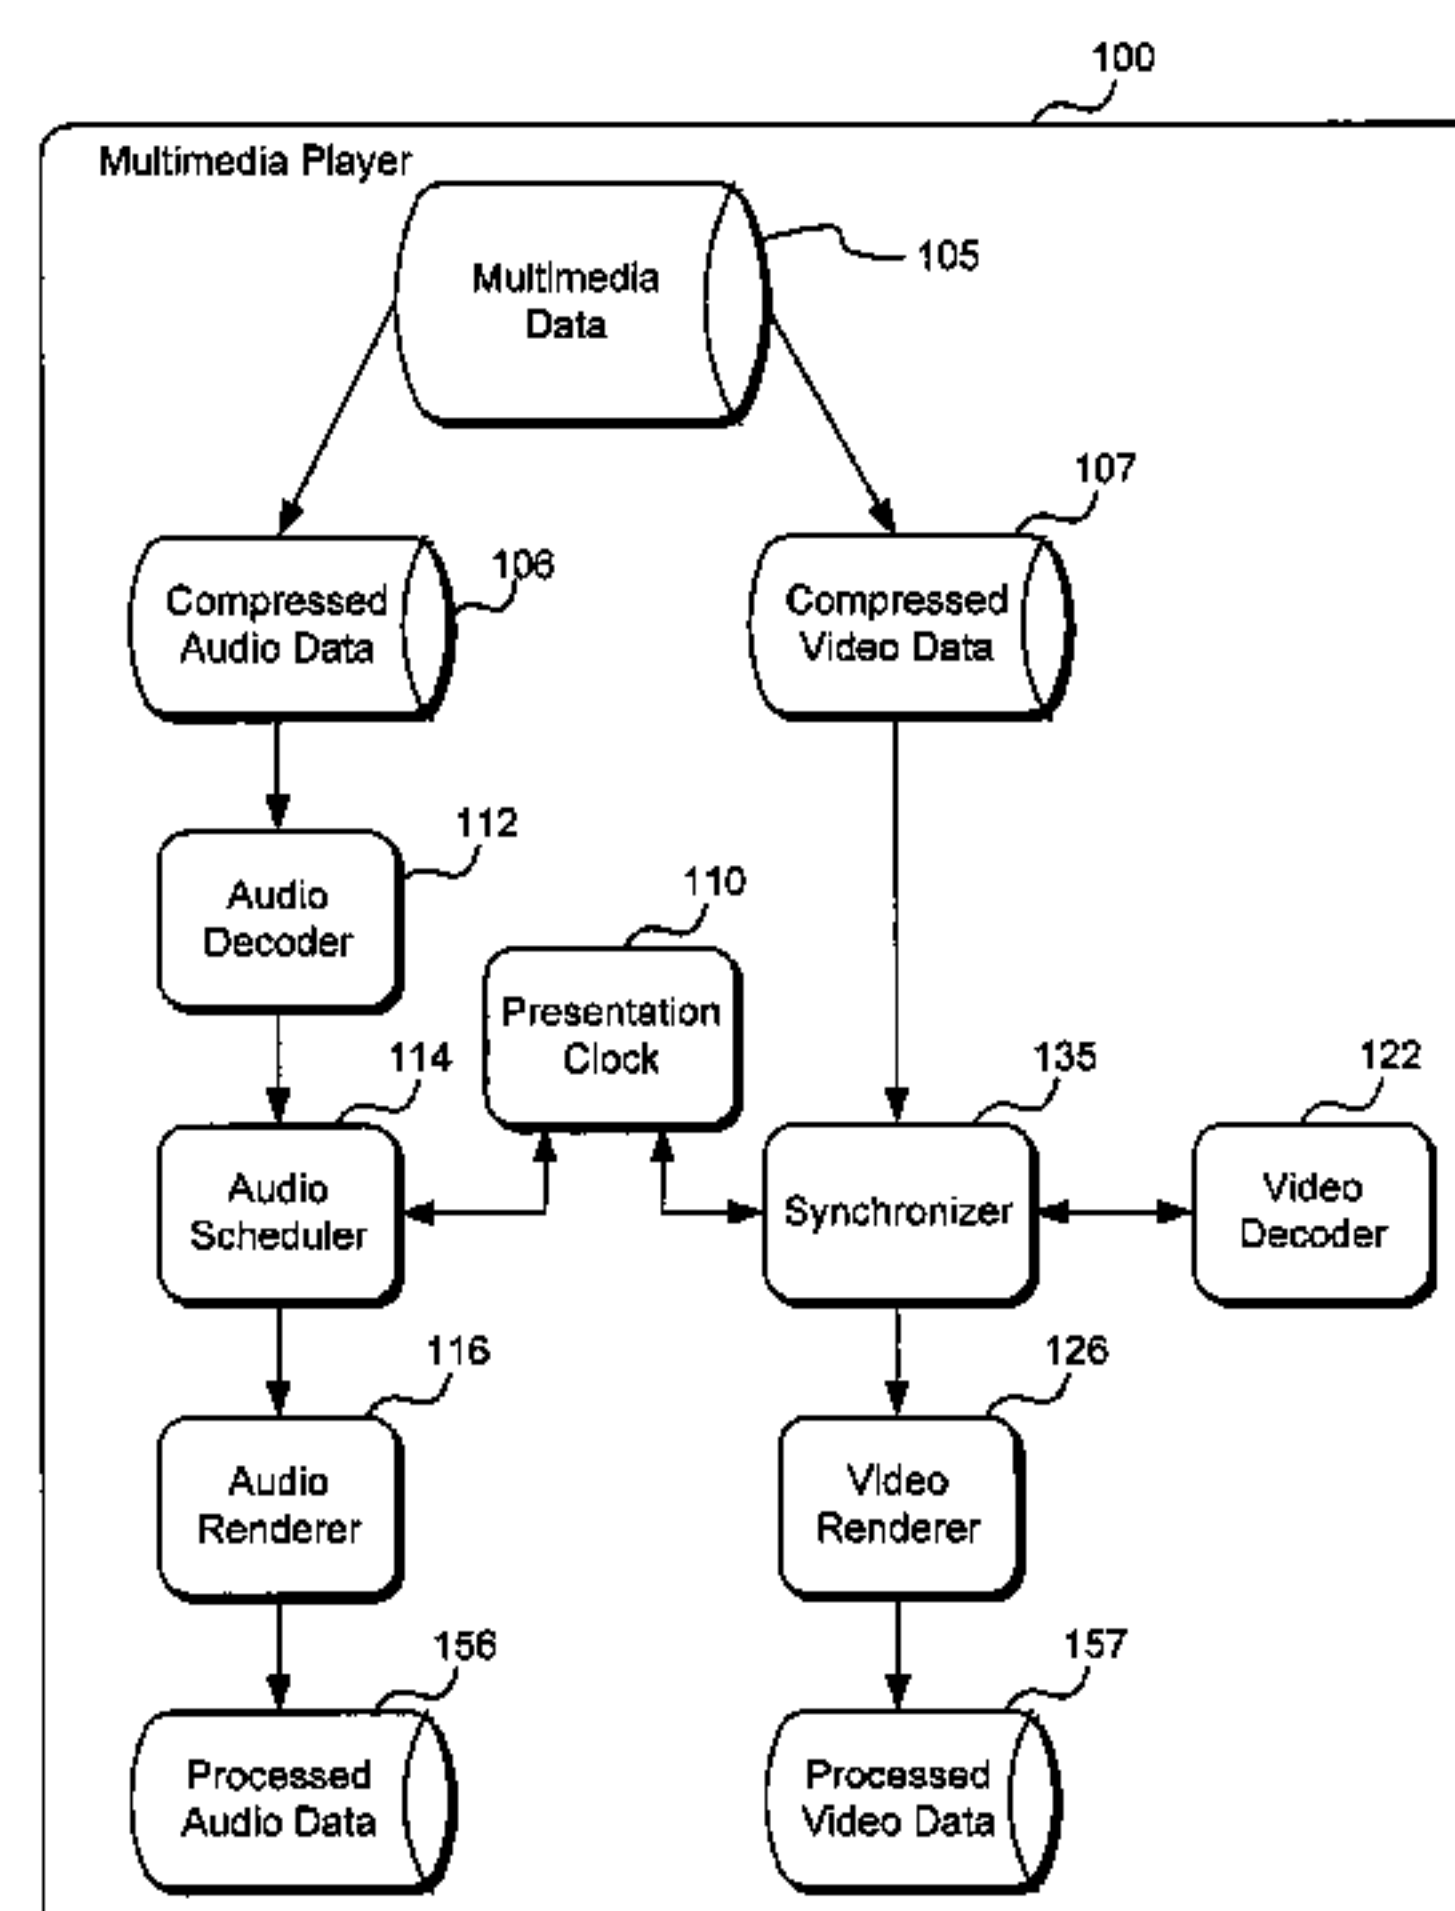 100
Multimedia Player
Multimedia
Data
105
107
106
Compressed
Audio Data
Compressed
Video Data
112
Audio
Decoder
110
Presentation
Clock
114
135
122
Audio
Scheduler
Synchronizer
Video
Decoder
116
126
Audio
Renderer
Video
Renderer
156
157
Processed
Audio Data
Processed
Video Data